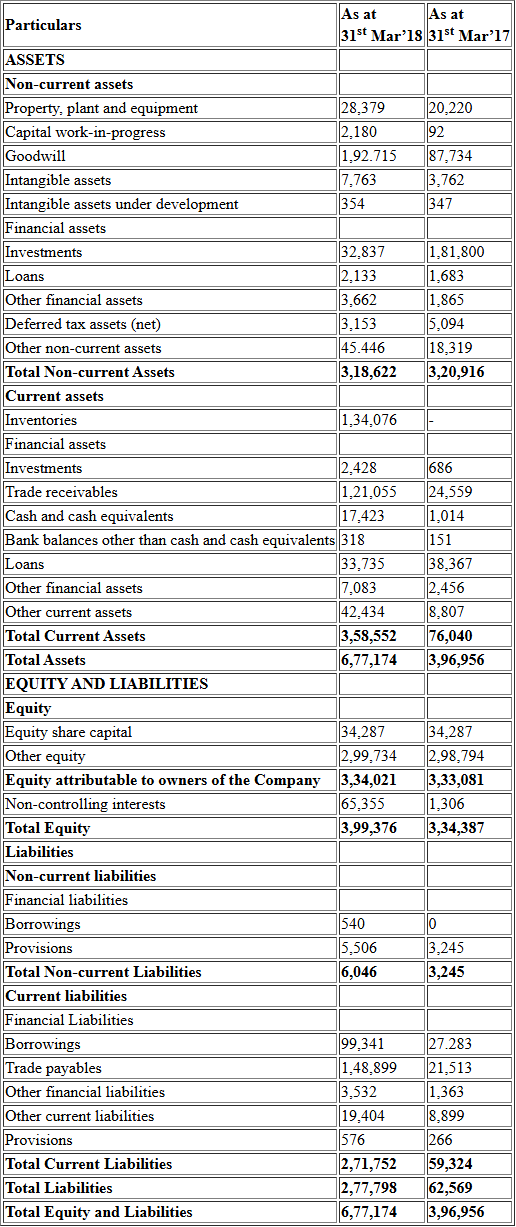 Particulars As at 31st Mar’18 As at 31st Mar’17
ASSETS
Non-current assets
Property, plant and equipment 28,379 20,220
Capital work-in-progress 2,180 92
Goodwill 1,92.715 87,734
Intangible assets 7,763 3,762
Intangible assets under development 354 347
Financial assets
Investments 32,837 1,81,800
Loans 2,133 1,683
Other financial assets 3,662 1,865
Deferred tax assets (net) 3,153 5,094
Other non-current assets 45.446 18,319
Total Non-current Assets 3,18,622 3,20,916
Current assets
Inventories 1,34,076 -
Financial assets
Investments 2,428 686
Trade receivables 1,21,055 24,559
Cash and cash equivalents 17,423 1,014
Bank balances other than cash and cash equivalents 318 151
Loans 33,735 38,367
Other financial assets 7,083 2,456
Other current assets 42,434 8,807
Total Current Assets 3,58,552 76,040
Total Assets 6,77,174 3,96,956
EQUITY AND LIABILITIES
Equity
Equity share capital 34,287 34,287
Other equity 2,99,734 2,98,794
Equity attributable to owners of the Company 3,34,021 3,33,081
Non-controlling interests 65,355 1,306
Total Equity 3,99,376 3,34,387
Liabilities
Non-current liabilities
Financial liabilities
Borrowings 540 0
Provisions 5,506 3,245
Total Non-current Liabilities 6,046 3,245
Current liabilities
Financial Liabilities
Borrowings 99,341 27.283
Trade payables 1,48,899 21,513
Other financial liabilities 3,532 1,363
Other current liabilities 19,404 8,899
Provisions 576 266
Total Current Liabilities 2,71,752 59,324
Total Liabilities 2,77,798 62,569
Total Equity and Liabilities 6,77,174 3,96,956